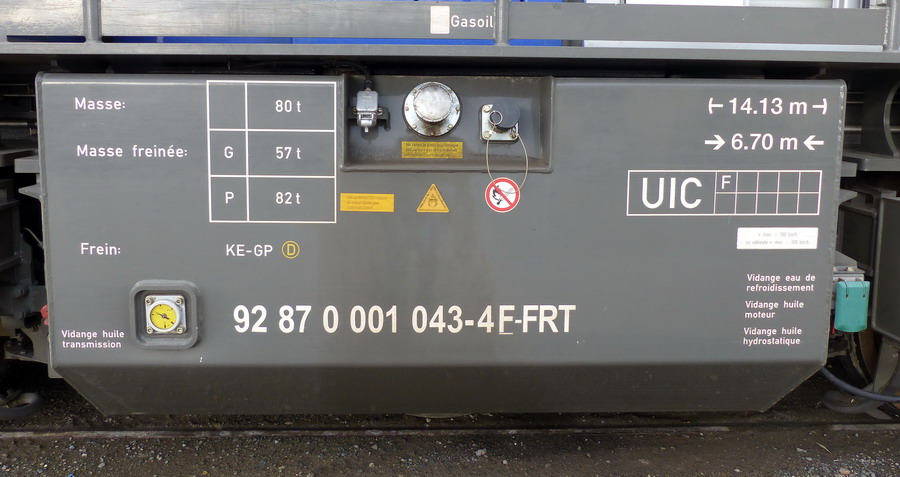 Gasoil
Masse:
80 t
Masse freinée:
G 57 t
P 82 t
14.13 m
6.70 m
UIC F
Frein: KE-GP D
92 87 0 001 043-4 F-FRT
Vidange huile
transmission
Vidange eau de
refroidissement
Vidange huile
moteur
Vidange huile
hydrostatique